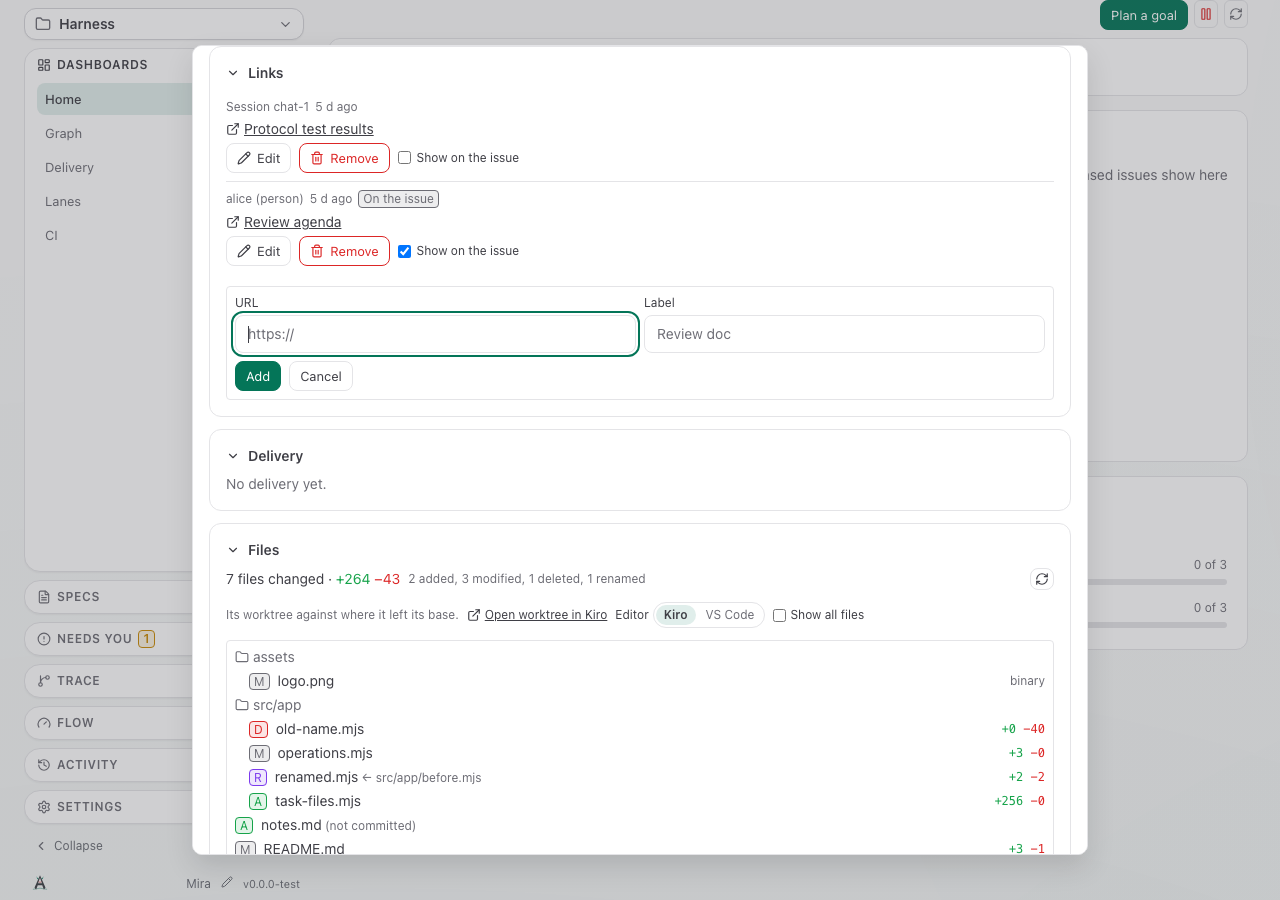 Harness
Plan a goal
DASHBOARDS
Home
Graph
Delivery
Lanes
CI
SPECS
NEEDS YOU 1
TRACE
FLOW
ACTIVITY
SETTINGS
Collapse
Mira v0.0.0-test
Links
Session chat-1 5 d ago
Protocol test results
Edit Remove Show on the issue
alice (person) 5 d ago On the issue
Review agenda
Edit Remove Show on the issue
URL Label
https:// Review doc
Add Cancel
Delivery
No delivery yet.
Files
7 files changed · +264 −43 2 added, 3 modified, 1 deleted, 1 renamed
Its worktree against where it left its base. Open worktree in Kiro Editor Kiro VS Code Show all files
assets
M logo.png binary
src/app
D old-name.mjs +0 −40
M operations.mjs +3 −0
R renamed.mjs ← src/app/before.mjs +2 −2
A task-files.mjs +256 −0
A notes.md (not committed)
M README.md +3 −1
issues show here
0 of 3
0 of 3